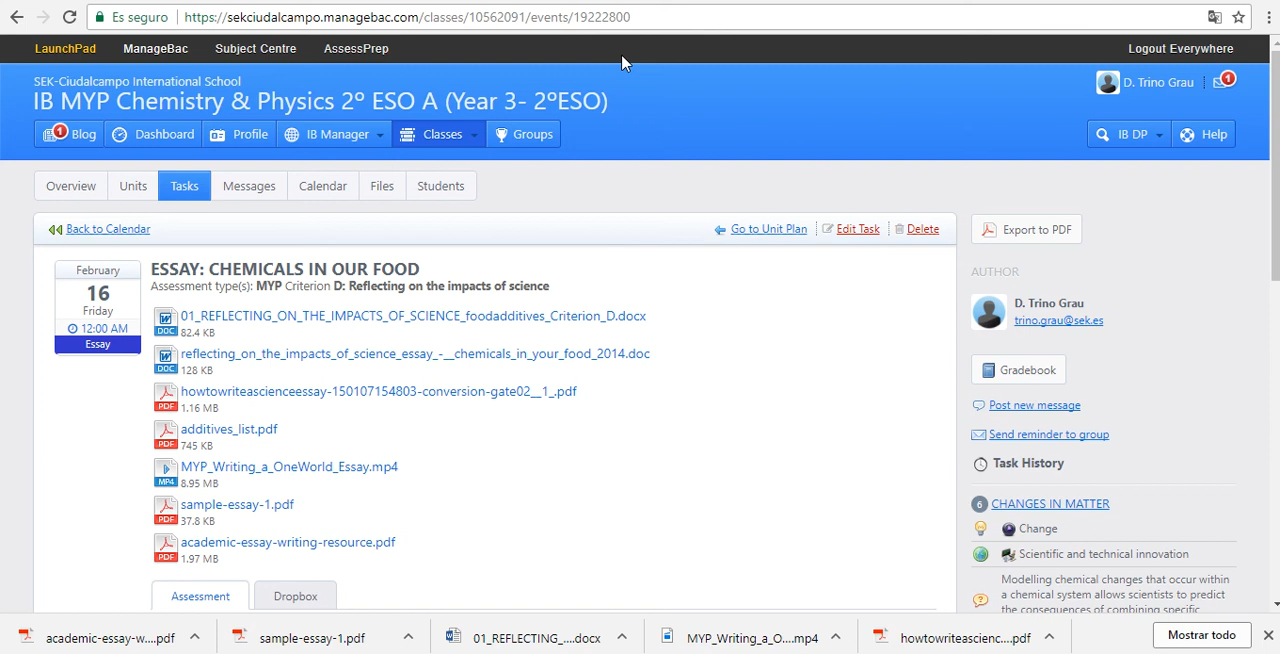 Es seguro https://sekciudalcampo.managebac.com/classes/10562091/events/19222800
LaunchPad ManageBac Subject Centre AssessPrep Logout Everywhere
SEK-Ciudalcampo International School
IB MYP Chemistry & Physics 2º ESO A (Year 3- 2ºESO)
D. Trino Grau 1
1 Blog Dashboard Profile IB Manager Classes Groups IB DP Help
Overview Units Tasks Messages Calendar Files Students
Back to Calendar Go to Unit Plan Edit Task Delete
Export to PDF
February
16
Friday
12:00 AM
Essay
ESSAY: CHEMICALS IN OUR FOOD
Assessment type(s): MYP Criterion D: Reflecting on the impacts of science
DOC 01_REFLECTING_ON_THE_IMPACTS_OF_SCIENCE_foodadditives_Criterion_D.docx
82.4 KB
DOC reflecting_on_the_impacts_of_science_essay_-__chemicals_in_your_food_2014.doc
128 KB
PDF howtowriteascienceessay-150107154803-conversion-gate02__1_.pdf
1.16 MB
PDF additives_list.pdf
745 KB
MP4 MYP_Writing_a_OneWorld_Essay.mp4
8.95 MB
PDF sample-essay-1.pdf
37.8 KB
PDF academic-essay-writing-resource.pdf
1.97 MB
Assessment Dropbox
AUTHOR
D. Trino Grau
trino.grau@sek.es
Gradebook
Post new message
Send reminder to group
Task History
6 CHANGES IN MATTER
Change
Scientific and technical innovation
Modelling chemical changes that occur within
a chemical system allows scientists to predict
the consequences of combining specific
academic-essay-w....pdf sample-essay-1.pdf 01_REFLECTING_....docx MYP_Writing_a_O....mp4 howtowriteascienc....pdf Mostrar todo